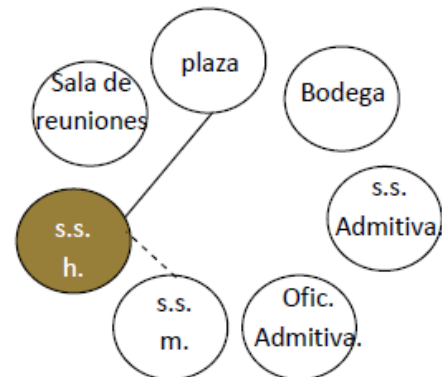 plaza
Sala de
reuniones
Bodega
s.s.
Admitiva.
s.s.
h.
s.s.
m.
Ofic.
Admitiva.